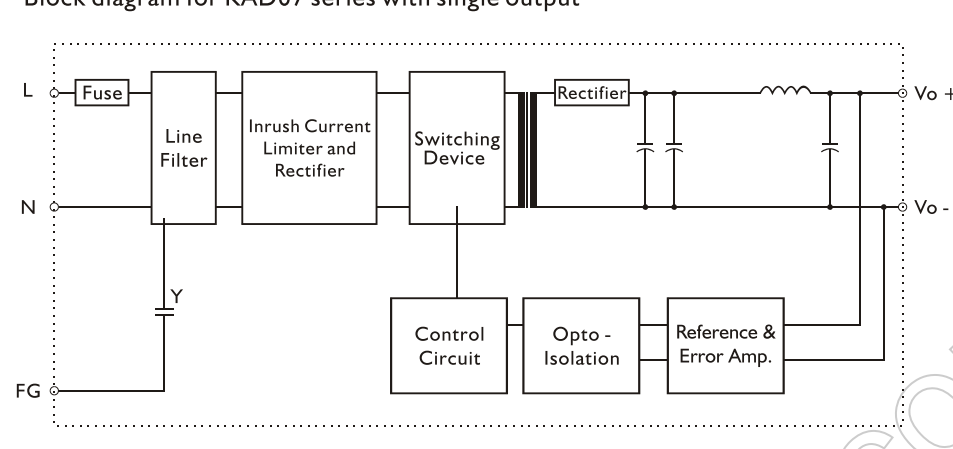 Block diagram for RAD07 series with single output
L
Fuse
Line
Filter
Inrush Current
Limiter and
Rectifier
Switching
Device
Rectifier
Vo +
N
Vo -
Y
Control
Circuit
Opto -
Isolation
Reference &
Error Amp.
FG